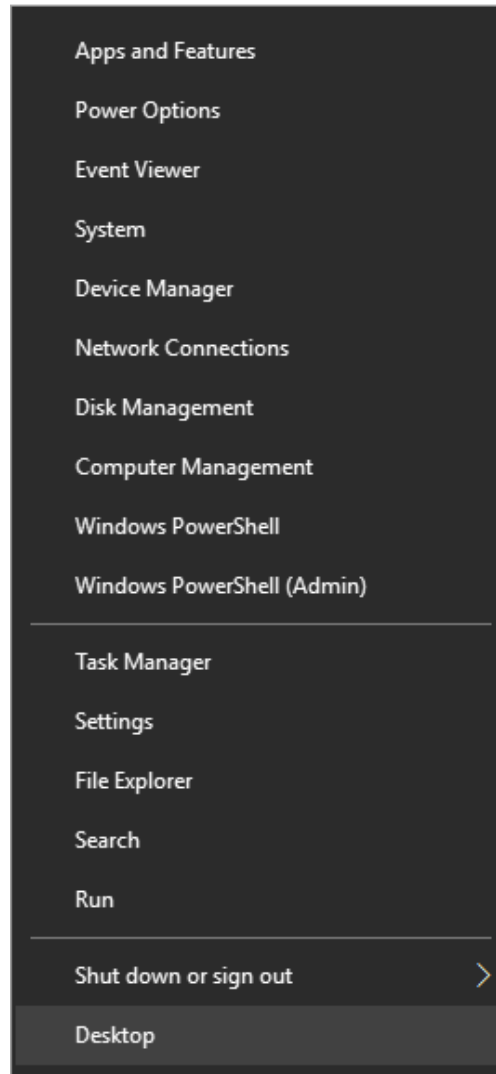 Apps and Features
Power Options
Event Viewer
System
Device Manager
Network Connections
Disk Management
Computer Management
Windows PowerShell
Windows PowerShell (Admin)
Task Manager
Settings
File Explorer
Search
Run
Shut down or sign out
Desktop